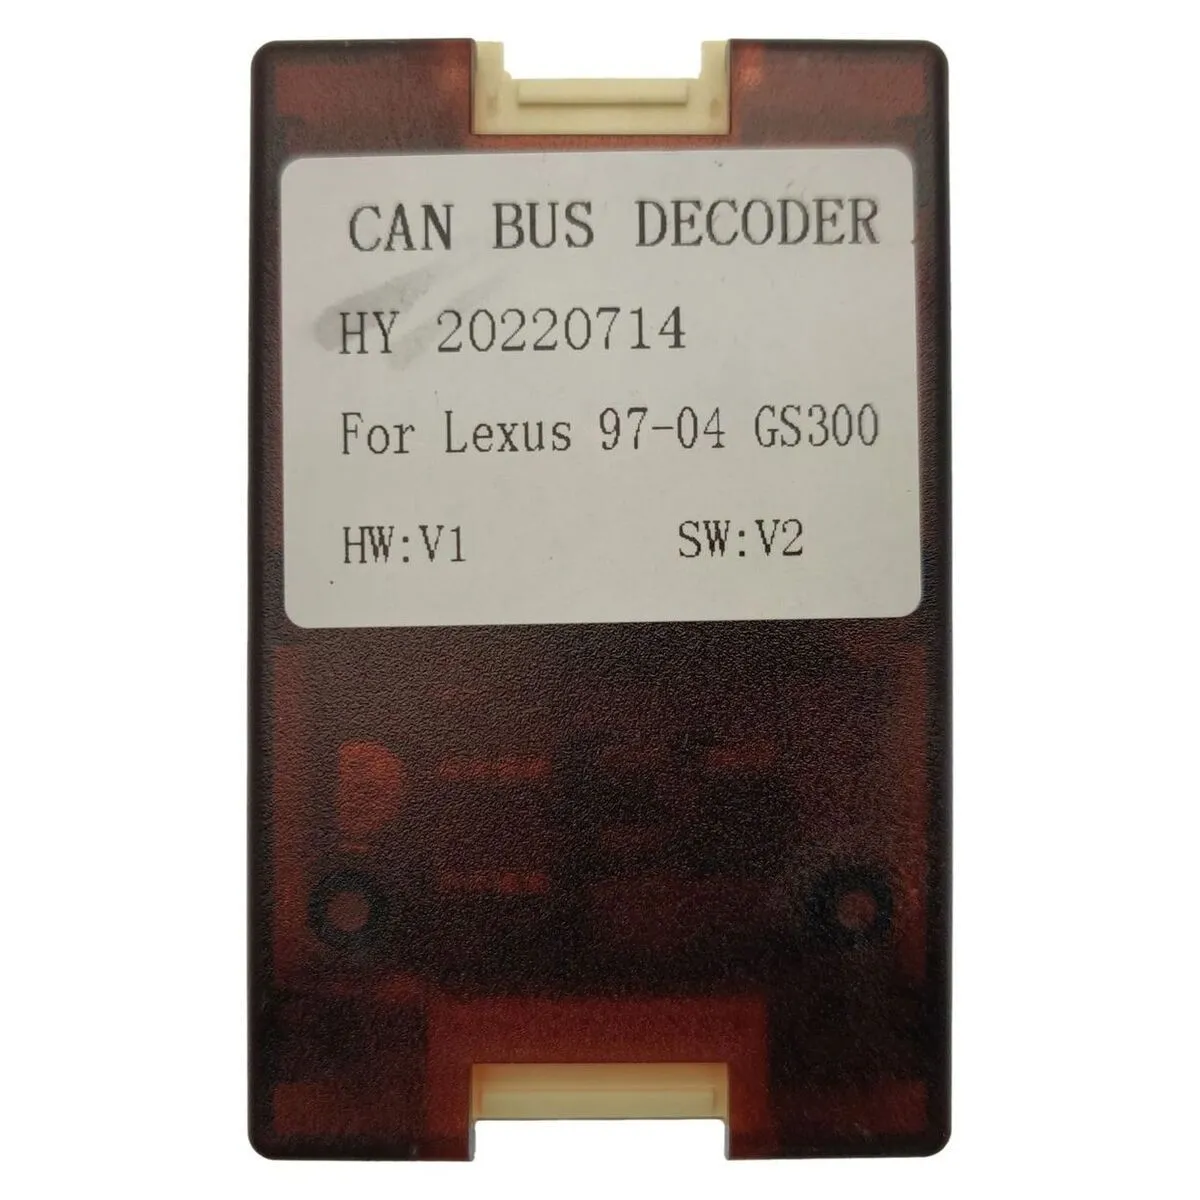 CAN BUS DECODER
HY 20220714
For Lexus 97-04 GS300
HW:V1 SW:V2